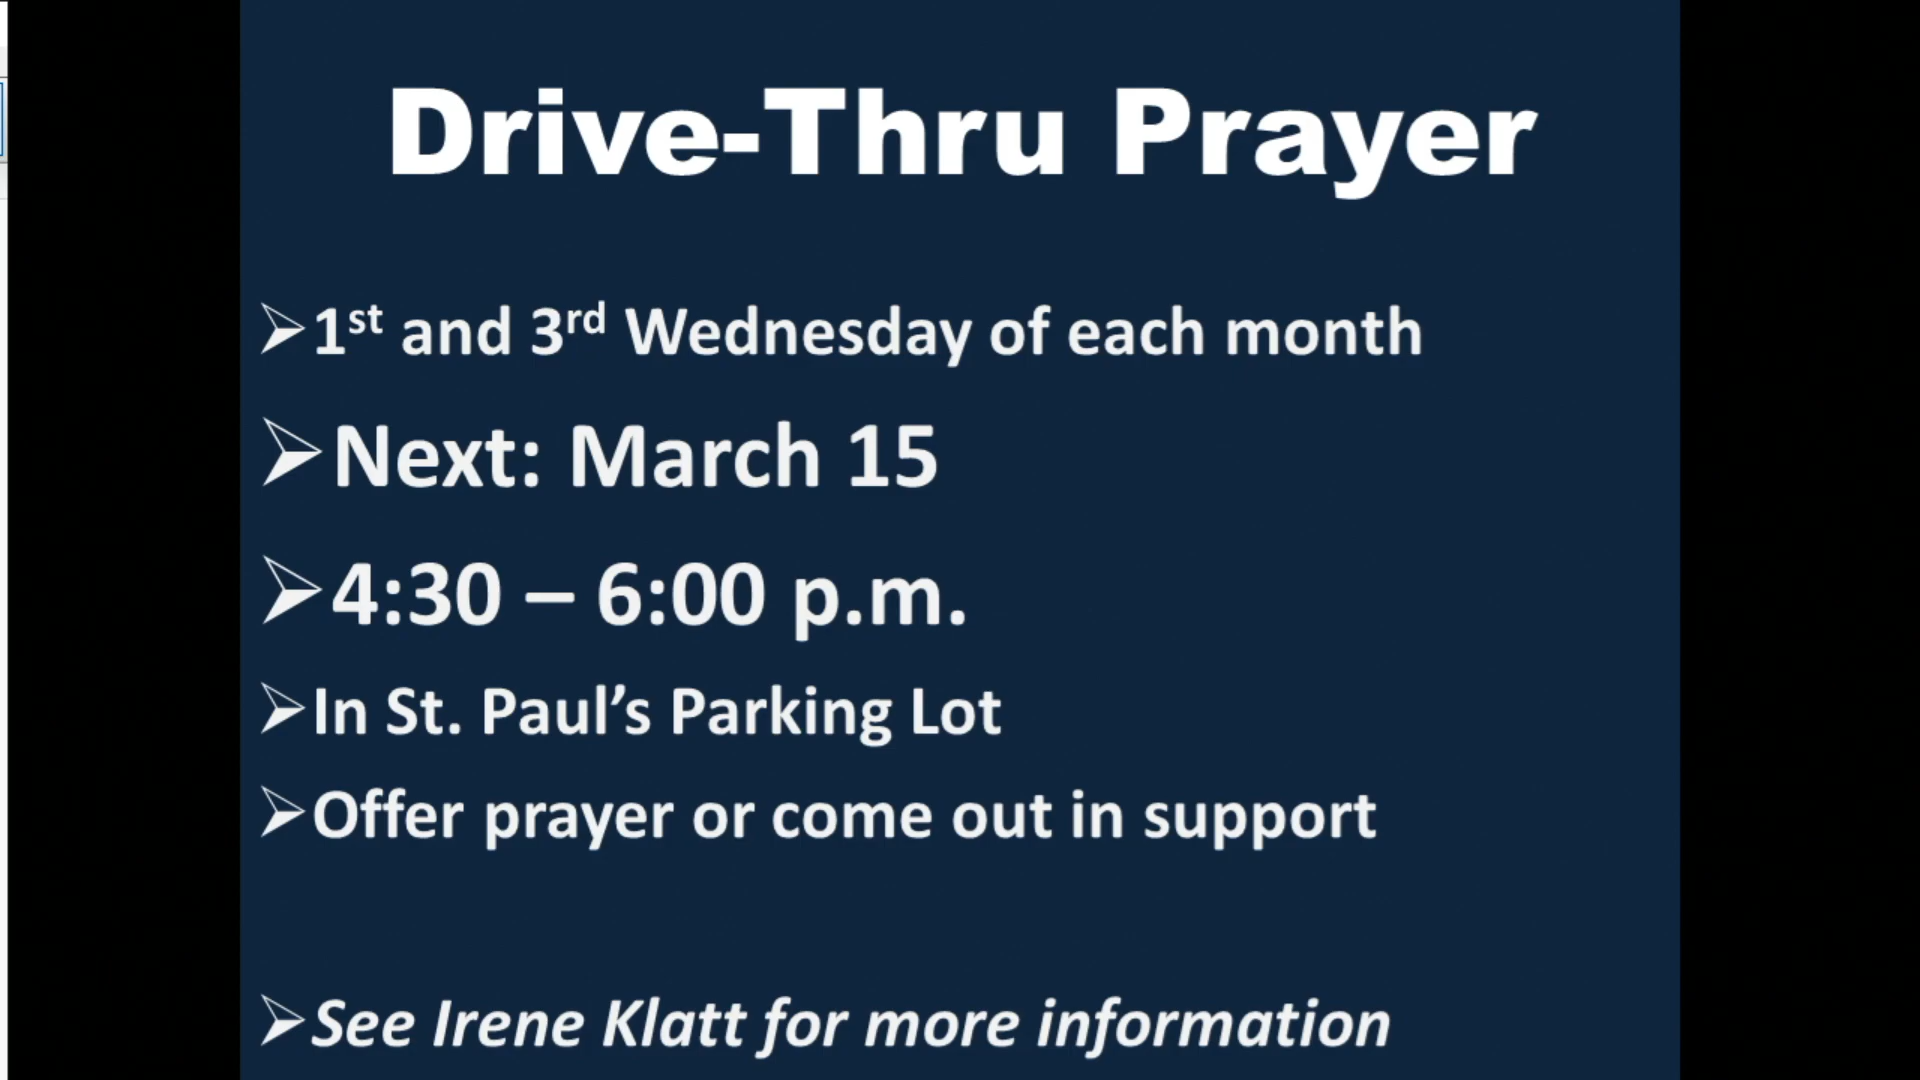 Drive-Thru Prayer
➢1st and 3rd Wednesday of each month
➢Next: March 15
➢4:30 – 6:00 p.m.
➢In St. Paul’s Parking Lot
➢Offer prayer or come out in support
➢See Irene Klatt for more information